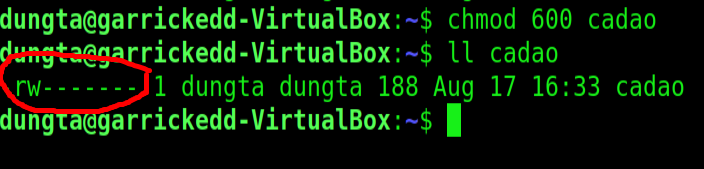 dungta@garrickedd-VirtualBox:~$ chmod 600 cadao
dungta@garrickedd-VirtualBox:~$ ll cadao
rw------- 1 dungta dungta 188 Aug 17 16:33 cadao
dungta@garrickedd-VirtualBox:~$